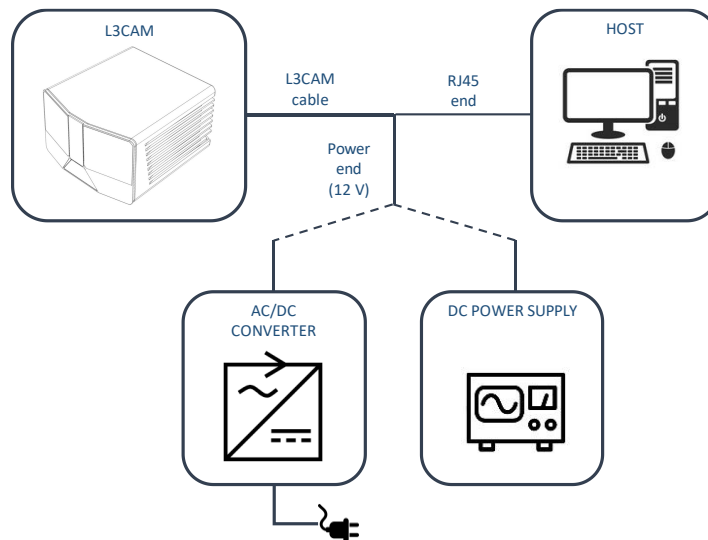 L3CAM
HOST
L3CAM
cable
RJ45
end
Power
end
(12 V)
AC/DC
CONVERTER
DC POWER SUPPLY